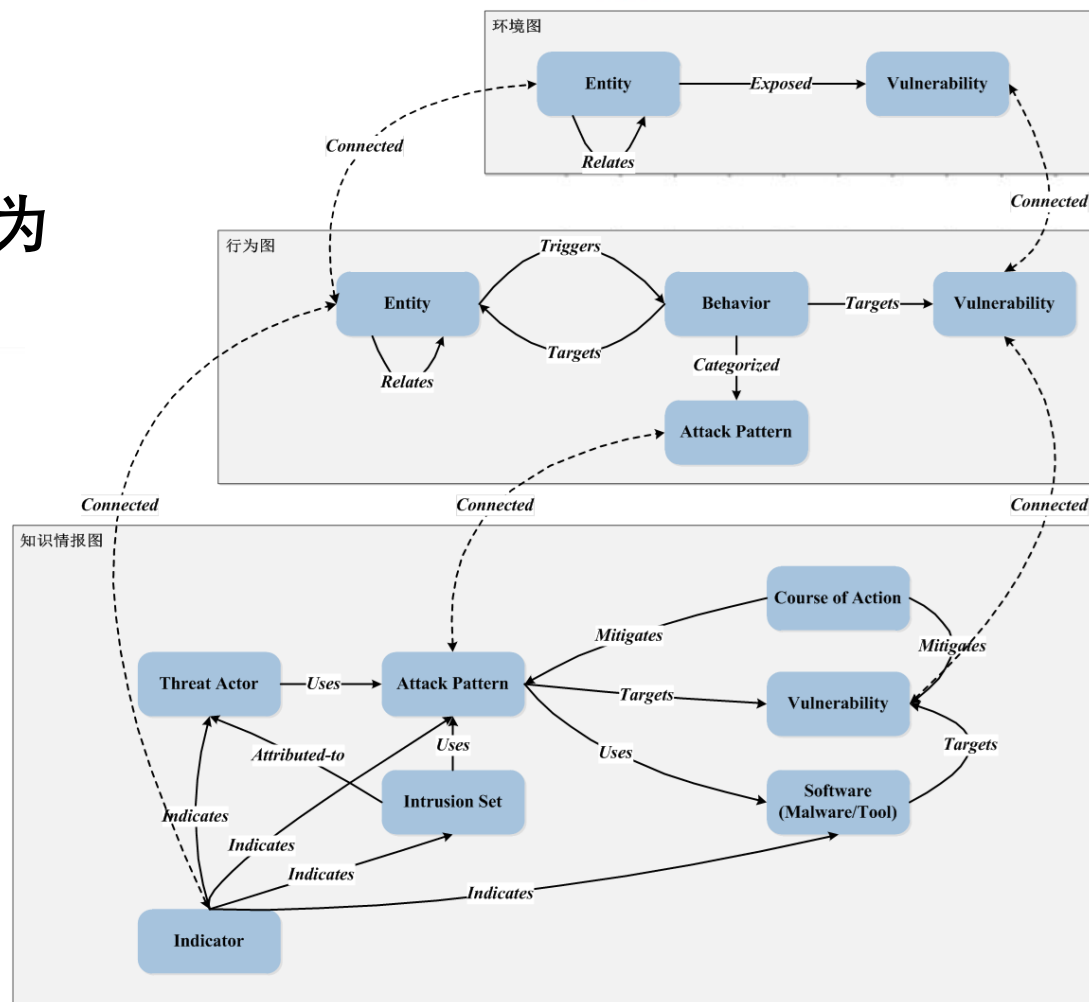 环境图
Entity
Exposed
Vulnerability
Relates
Connected
Connected
为
行为图
Triggers
Entity
Behavior
Targets
Vulnerability
Targets
Relates
Categorized
Attack Pattern
Connected
Connected
Connected
知识情报图
Course of Action
Mitigates
Mitigates
Threat Actor
Uses
Attack Pattern
Targets
Vulnerability
Attributed-to
Uses
Uses
Targets
Intrusion Set
Software
(Malware/Tool)
Indicates
Indicates
Indicates
Indicates
Indicator